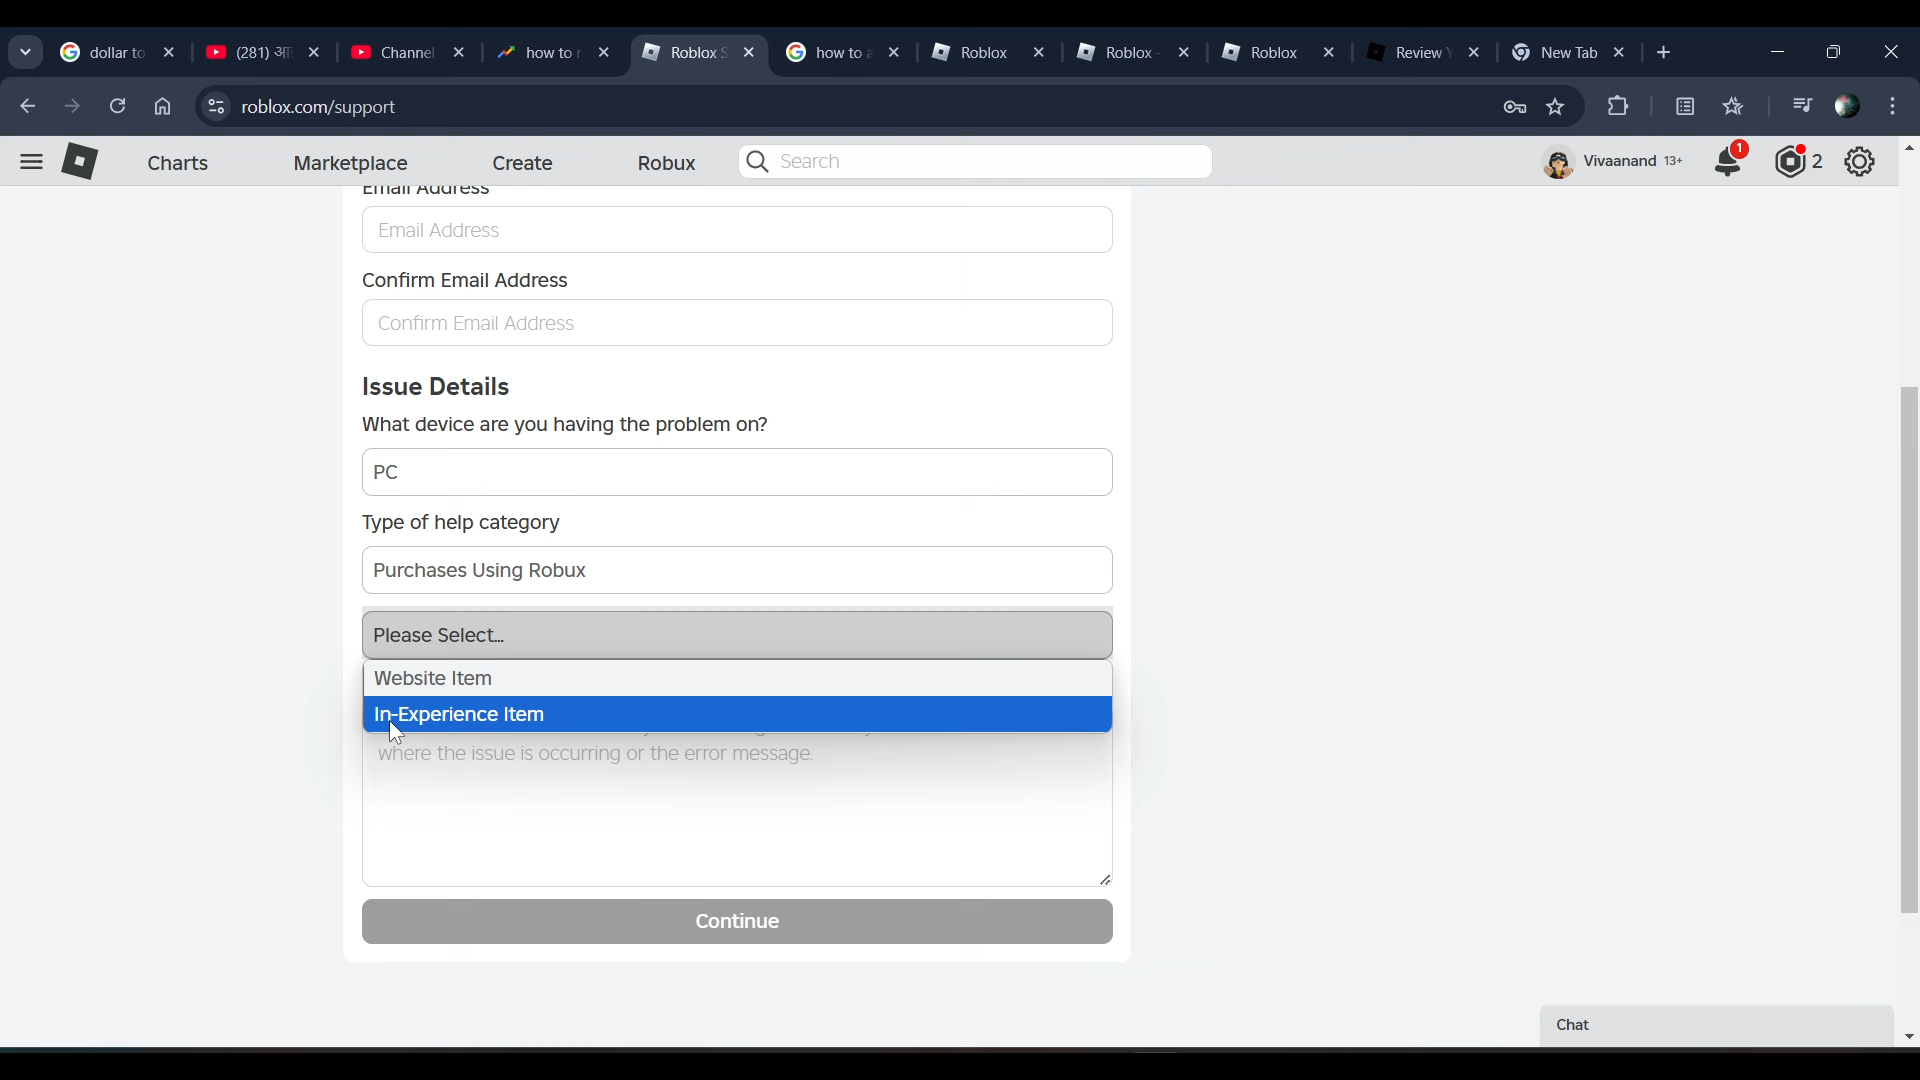 dollar to
(281) आ
Channel
how to r
Roblox S
how to a
Roblox
Roblox -
Roblox
Review Y
New Tab
roblox.com/support
Charts
Marketplace
Create
Robux
Search
Vivaanand 13+
1
2
Email Address
Email Address
Confirm Email Address
Confirm Email Address
Issue Details
What device are you having the problem on?
PC
Type of help category
Purchases Using Robux
Please Select...
Website Item
In-Experience Item
where the issue is occurring or the error message.
Continue
Chat